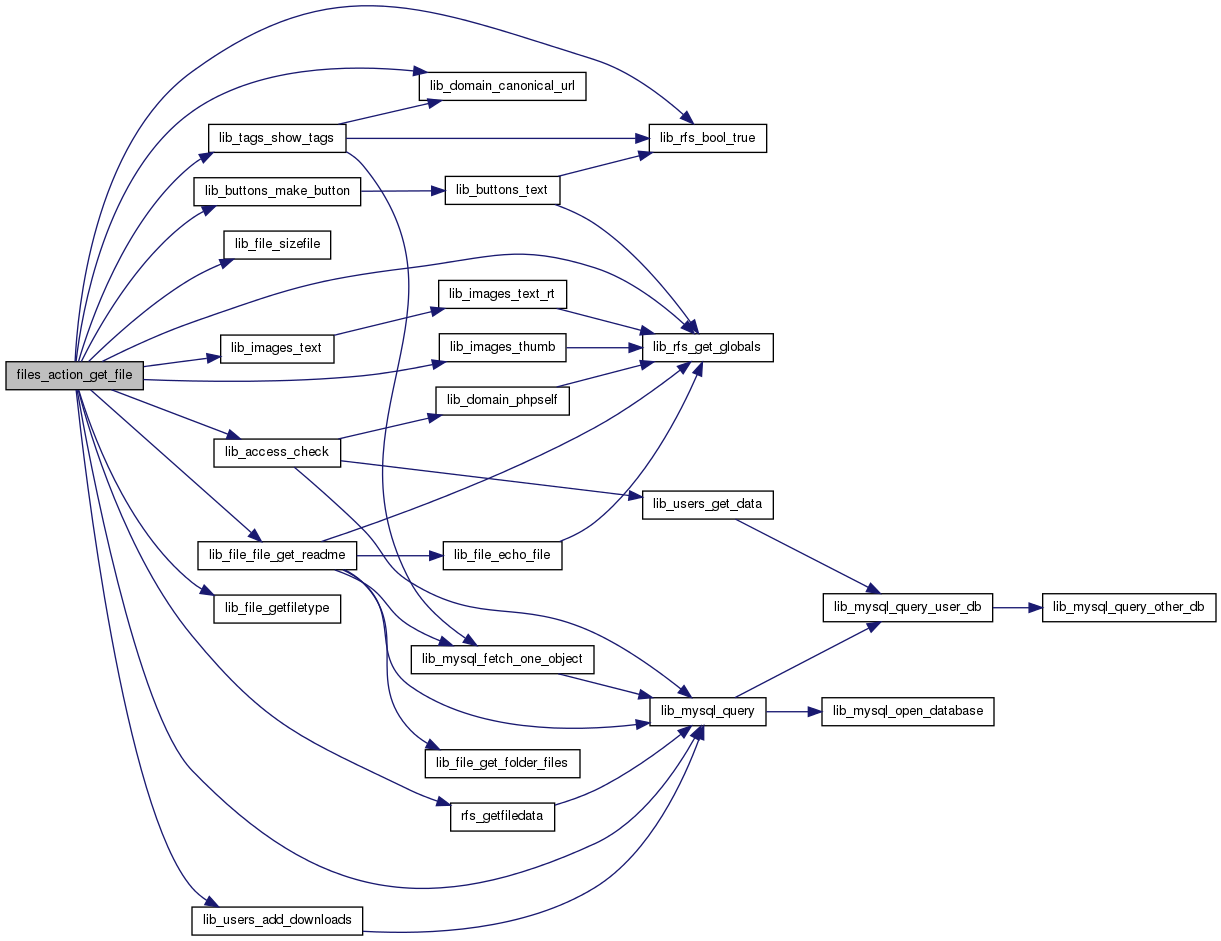 lib_domain_canonical_url
lib_tags_show_tags
lib_rfs_bool_true
lib_buttons_make_button
lib_buttons_text
lib_file_sizefile
lib_images_text_rt
lib_images_text
lib_images_thumb
lib_rfs_get_globals
files_action_get_file
lib_domain_phpself
lib_access_check
lib_users_get_data
lib_file_file_get_readme
lib_file_echo_file
lib_file_getfiletype
lib_mysql_query_user_db
lib_mysql_query_other_db
lib_mysql_fetch_one_object
lib_mysql_query
lib_mysql_open_database
lib_file_get_folder_files
rfs_getfiledata
lib_users_add_downloads